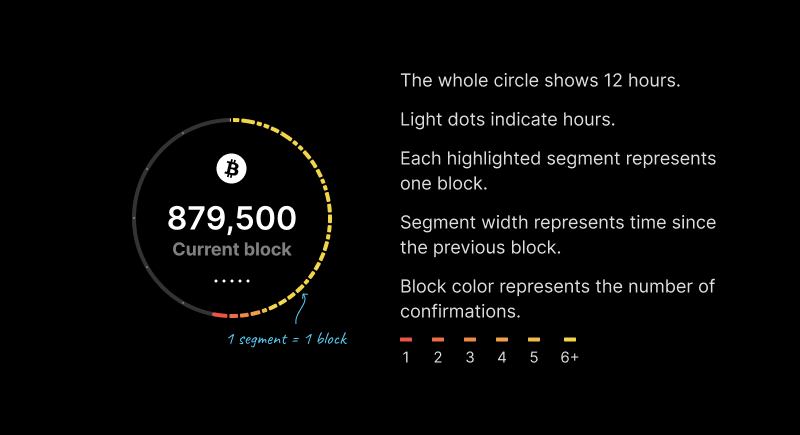 The whole circle shows 12 hours.
Light dots indicate hours.
Each highlighted segment represents
one block.
Segment width represents time since
the previous block.
Block color represents the number of
confirmations.
1 2 3 4 5 6+
879,500
Current block
1 segment = 1 block